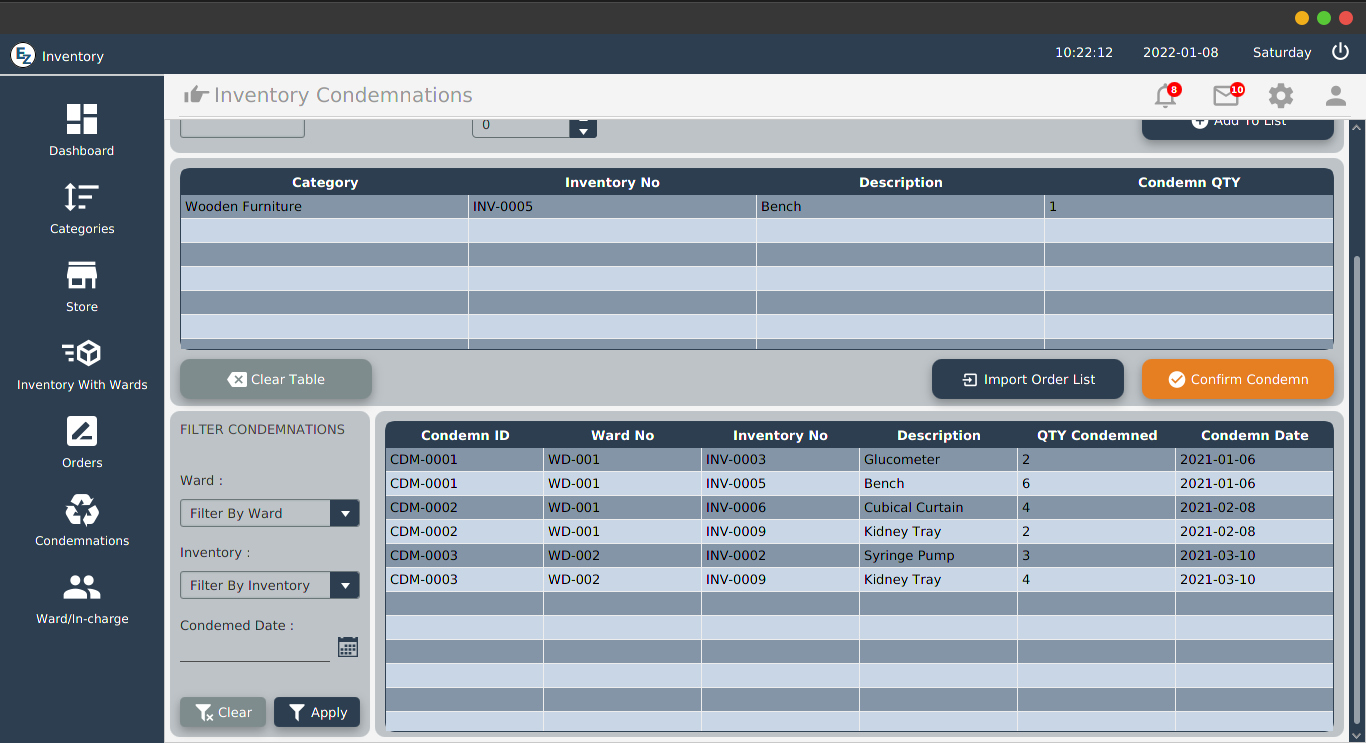 EZ Inventory 10:22:12 2022-01-08 Saturday
Inventory Condemnations 8 10
Dashboard
Categories
Store
Inventory With Wards
Orders
Condemnations
Ward/In-charge
0 Add To List
Category Inventory No Description Condemn QTY
Wooden Furniture INV-0005 Bench 1
Clear Table Import Order List Confirm Condemn
FILTER CONDEMNATIONS
Ward :
Filter By Ward
Inventory :
Filter By Inventory
Condemed Date :
Clear Apply
Condemn ID Ward No Inventory No Description QTY Condemned Condemn Date
CDM-0001 WD-001 INV-0003 Glucometer 2 2021-01-06
CDM-0001 WD-001 INV-0005 Bench 6 2021-01-06
CDM-0002 WD-001 INV-0006 Cubical Curtain 4 2021-02-08
CDM-0002 WD-001 INV-0009 Kidney Tray 2 2021-02-08
CDM-0003 WD-002 INV-0002 Syringe Pump 3 2021-03-10
CDM-0003 WD-002 INV-0009 Kidney Tray 4 2021-03-10